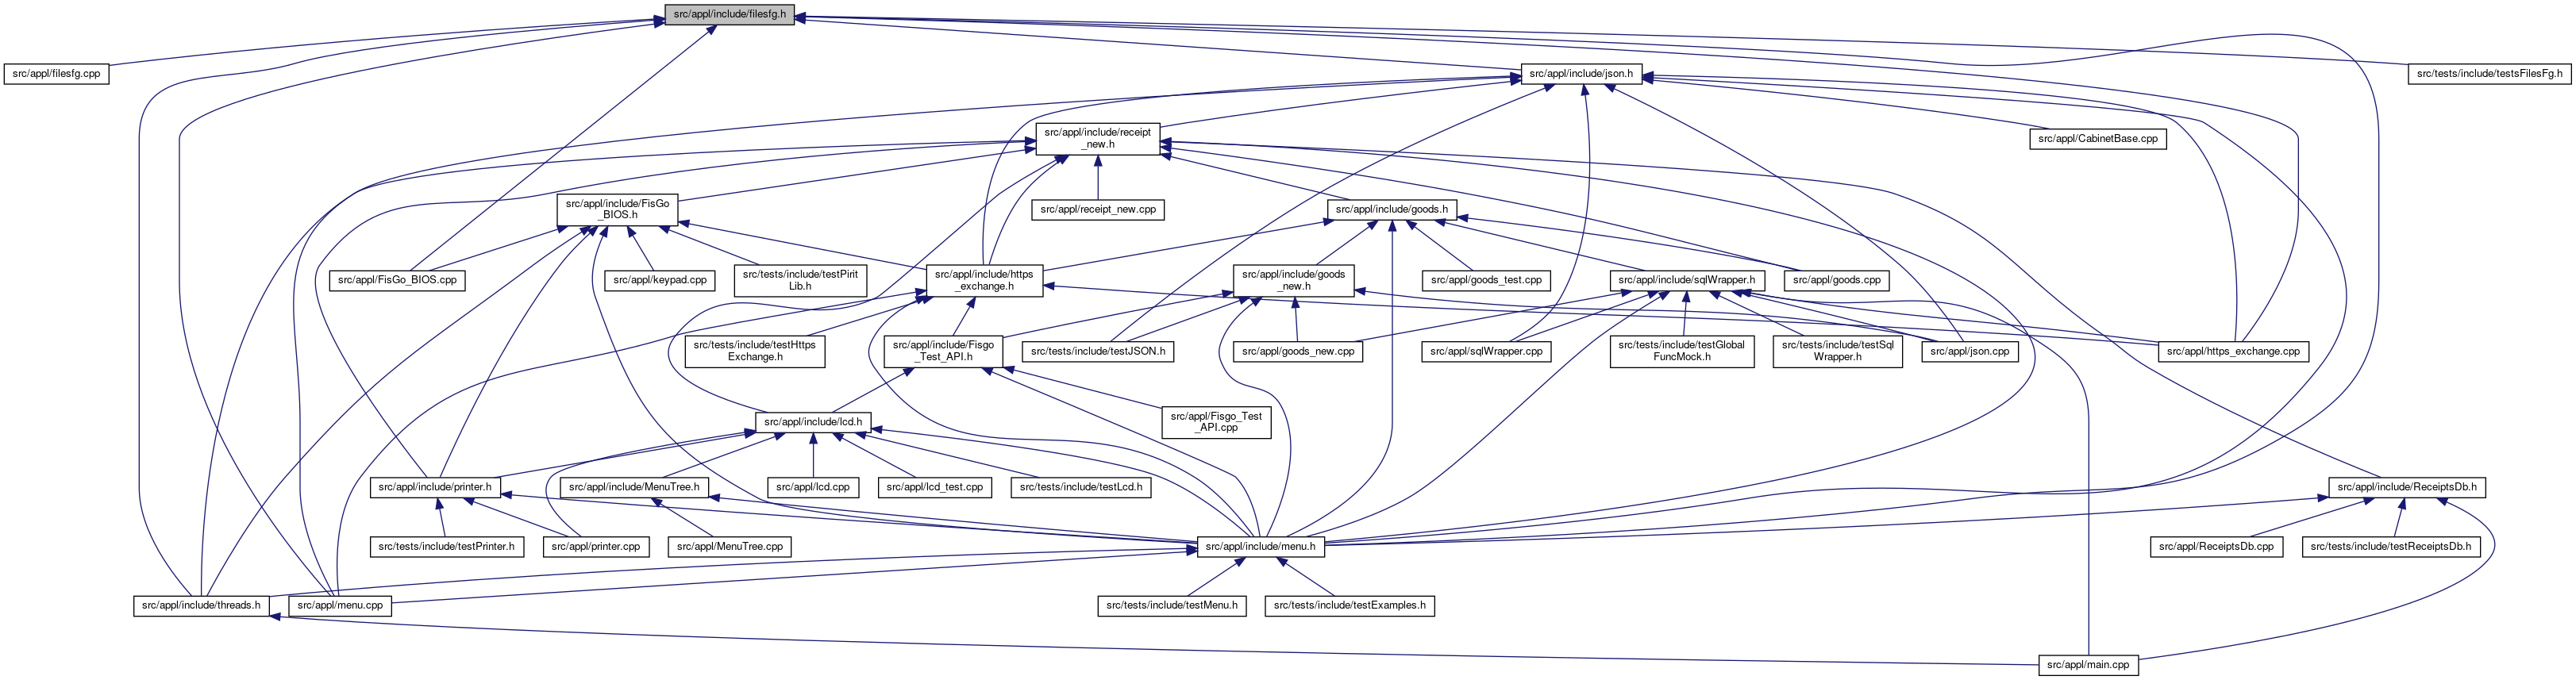 src/appl/include/filesfg.h
src/appl/filesfg.cpp
src/appl/include/json.h
src/tests/include/testsFilesFg.h
src/appl/include/receipt
_new.h
src/appl/CabinetBase.cpp
src/appl/include/FisGo
_BIOS.h
src/appl/receipt_new.cpp
src/appl/include/goods.h
src/appl/FisGo_BIOS.cpp
src/appl/keypad.cpp
src/tests/include/testPirit
Lib.h
src/appl/include/https
_exchange.h
src/appl/include/goods
_new.h
src/appl/goods_test.cpp
src/appl/include/sqlWrapper.h
src/appl/goods.cpp
src/tests/include/testHttps
Exchange.h
src/appl/include/Fisgo
_Test_API.h
src/tests/include/testJSON.h
src/appl/goods_new.cpp
src/appl/sqlWrapper.cpp
src/tests/include/testGlobal
FuncMock.h
src/tests/include/testSql
Wrapper.h
src/appl/json.cpp
src/appl/https_exchange.cpp
src/appl/include/lcd.h
src/appl/Fisgo_Test
_API.cpp
src/appl/include/printer.h
src/appl/include/MenuTree.h
src/appl/lcd.cpp
src/appl/lcd_test.cpp
src/tests/include/testLcd.h
src/appl/include/ReceiptsDb.h
src/tests/include/testPrinter.h
src/appl/printer.cpp
src/appl/MenuTree.cpp
src/appl/include/menu.h
src/appl/ReceiptsDb.cpp
src/tests/include/testReceiptsDb.h
src/appl/include/threads.h
src/appl/menu.cpp
src/tests/include/testMenu.h
src/tests/include/testExamples.h
src/appl/main.cpp